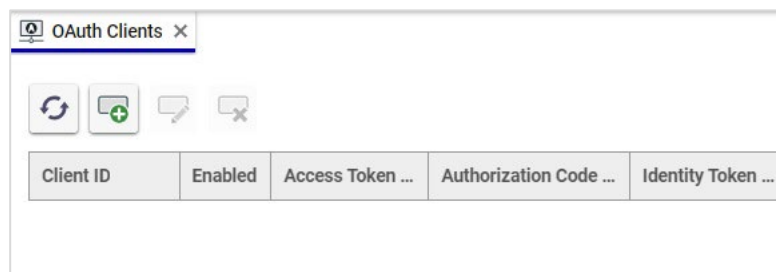 OAuth Clients
Client ID Enabled Access Token ... Authorization Code ... Identity Token ...